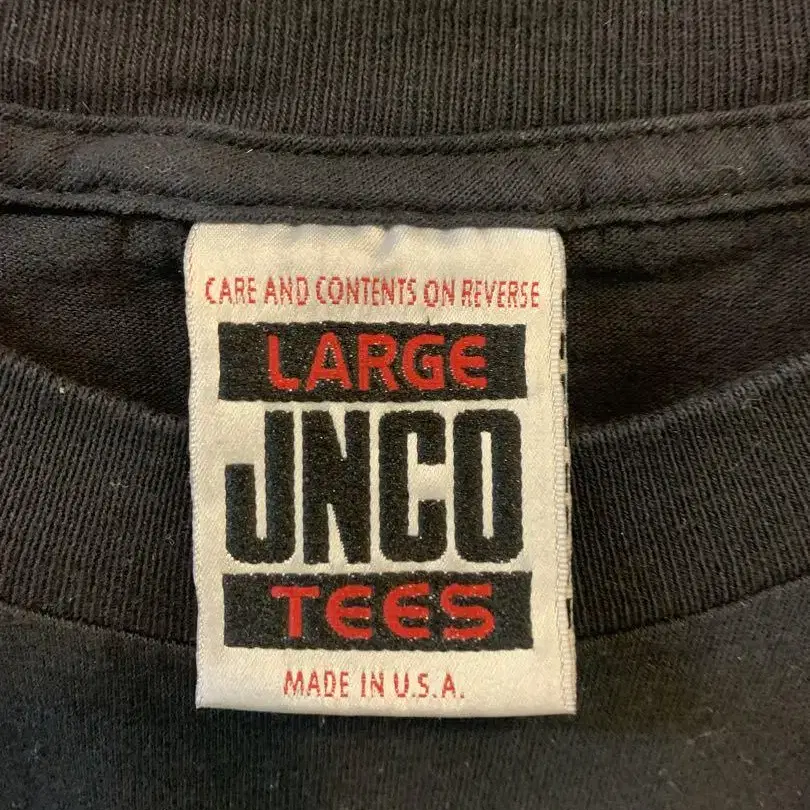 CARE AND CONTENTS ON REVERSE
LARGE
JNCO
TEES
MADE IN U.S.A.